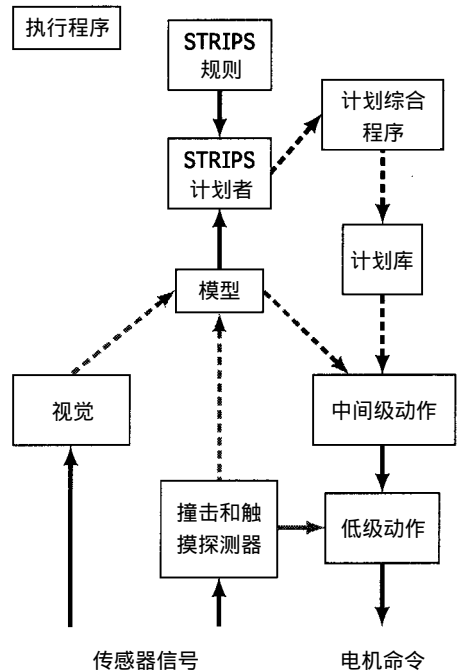 执行程序
STRIPS
规则
计划综合
程序
STRIPS
计划者
计划库
模型
视觉
中间级动作
撞击和触
摸探测器
低级动作
传感器信号
电机命令